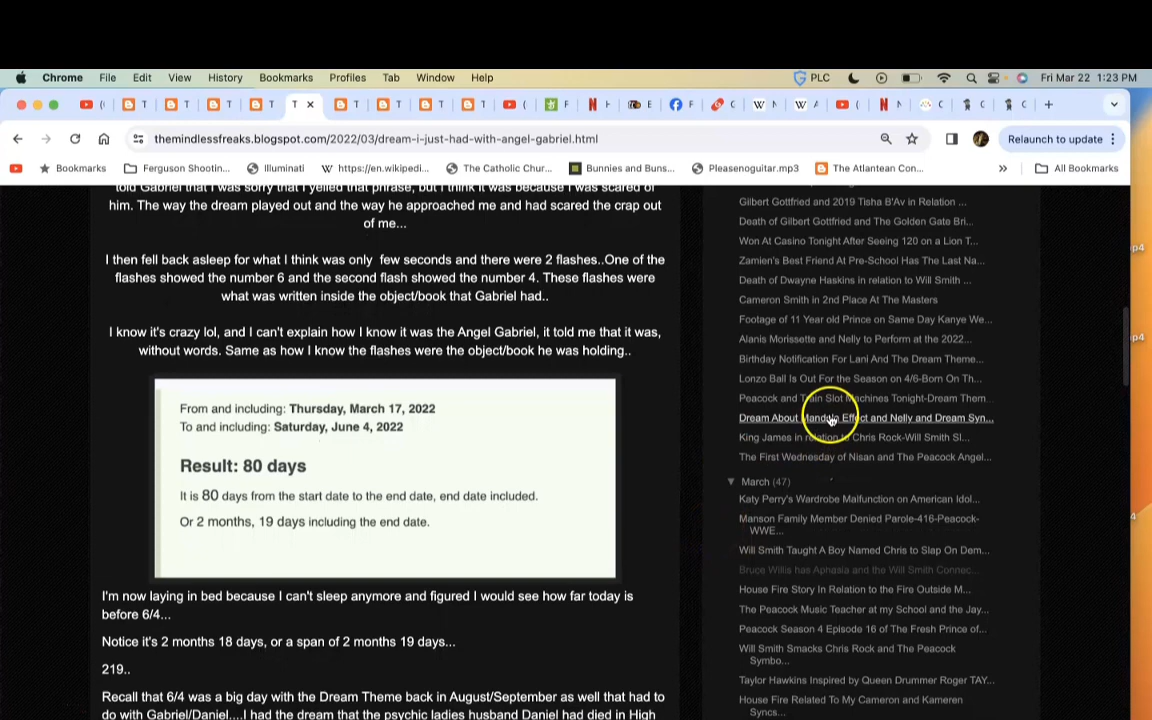 Chrome File Edit View History Bookmarks Profiles Tab Window Help PLC Fri Mar 22 1:23 PM
themindlessfreaks.blogspot.com/2022/03/dream-i-just-had-with-angel-gabriel.html Relaunch to update
Bookmarks Ferguson Shootin... Illuminati https://en.wikipedi... The Catholic Chur... Bunnies and Buns... Pleasenoguitar.mp3 The Atlantean Con... » All Bookmarks
told Gabriel that I was sorry that I yelled that phrase, but I think it was because I was scared of
him. The way the dream played out and the way he approached me and had scared the crap out
of me...
I then fell back asleep for what I think was only few seconds and there were 2 flashes..One of the
flashes showed the number 6 and the second flash showed the number 4. These flashes were
what was written inside the object/book that Gabriel had..
I know it's crazy lol, and I can't explain how I know it was the Angel Gabriel, it told me that it was,
without words. Same as how I know the flashes were the object/book he was holding..
From and including: Thursday, March 17, 2022
To and including: Saturday, June 4, 2022
Result: 80 days
It is 80 days from the start date to the end date, end date included.
Or 2 months, 19 days including the end date.
I'm now laying in bed because I can't sleep anymore and figured I would see how far today is
before 6/4...
Notice it's 2 months 18 days, or a span of 2 months 19 days...
219..
Recall that 6/4 was a big day with the Dream Theme back in August/September as well that had to
do with Gabriel/Daniel....I had the dream that the psychic ladies husband Daniel had died in High
Gilbert Gottfried and 2019 Tisha B'Av in Relation ...
Death of Gilbert Gottfried and The Golden Gate Bri...
Won At Casino Tonight After Seeing 120 on a Lion T...
Zamien's Best Friend At Pre-School Has The Last Na...
Death of Dwayne Haskins in relation to Will Smith ...
Cameron Smith in 2nd Place At The Masters
Footage of 11 Year old Prince on Same Day Kanye We...
Alanis Morissette and Nelly to Perform at the 2022...
Birthday Notification For Lani And The Dream Theme...
Lonzo Ball Is Out For the Season on 4/6-Born On Th...
Peacock and Train Slot Machines Tonight-Dream Them
Dream About Mandela Effect and Nelly and Dream Syn...
King James in relation to Chris Rock-Will Smith Sl...
The First Wednesday of Nisan and The Peacock Angel...
▼ March (47)
Katy Perry's Wardrobe Malfunction on American Idol...
Manson Family Member Denied Parole-416-Peacock-
WWE...
Will Smith Taught A Boy Named Chris to Slap On Dem...
Bruce Willis has Aphasia and the Will Smith Connec...
House Fire Story In Relation to the Fire Outside M...
The Peacock Music Teacher at my School and the Jay...
Peacock Season 4 Episode 16 of The Fresh Prince of...
Will Smith Smacks Chris Rock and The Peacock
Symbo...
Taylor Hawkins Inspired by Queen Drummer Roger TAY...
House Fire Related To My Cameron and Kameren
Syncs...
p4
p4
4